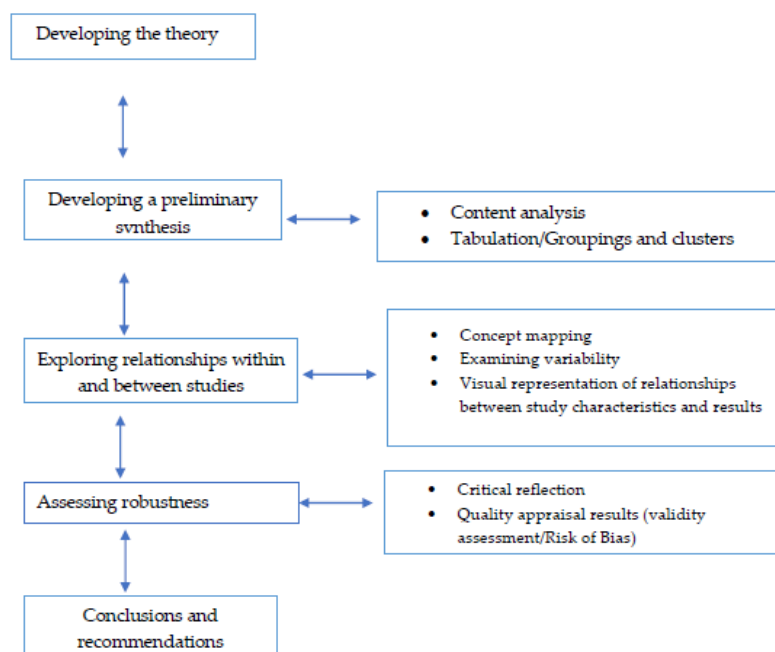 Developing the theory
Developing a preliminary
synthesis
• Content analysis
• Tabulation/Groupings and clusters
Exploring relationships within
and between studies
• Concept mapping
• Examining variability
• Visual representation of relationships
between study characteristics and results
Assessing robustness
• Critical reflection
• Quality appraisal results (validity
assessment/Risk of Bias)
Conclusions and
recommendations